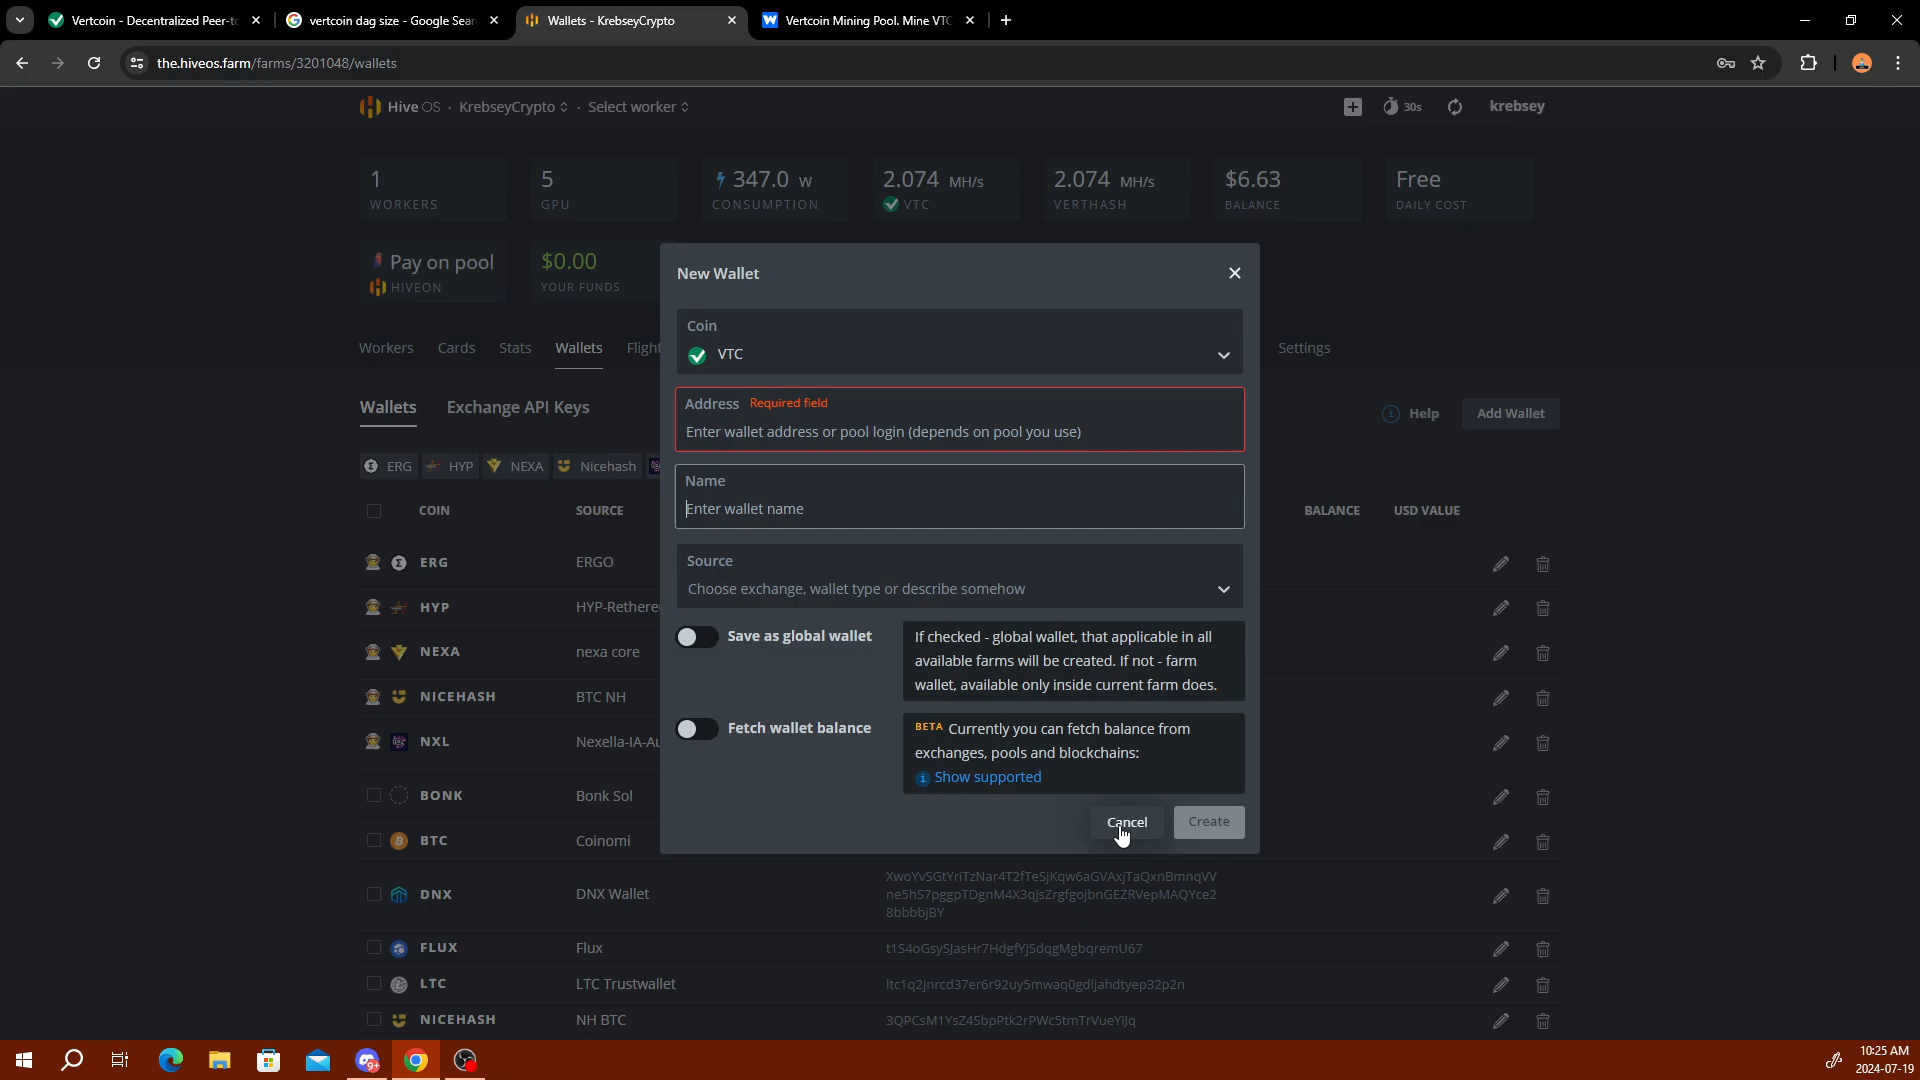 Vertcoin - Decentralized Peer-to
vertcoin dag size - Google Sear
Wallets - KrebseyCrypto
Vertcoin Mining Pool. Mine VTC
the.hiveos.farm/farms/3201048/wallets
Hive OS · KrebseyCrypto · Select worker
30s
krebsey
1
WORKERS
5
GPU
347.0 W
CONSUMPTION
2.074 MH/s
VTC
2.074 MH/s
VERTHASH
$6.63
BALANCE
Free
DAILY COST
Pay on pool
HIVEON
$0.00
YOUR FUNDS
Workers Cards Stats Wallets Flight Settings
Wallets Exchange API Keys
Help Add Wallet
ERG HYP NEXA Nicehash
COIN SOURCE BALANCE USD VALUE
ERG ERGO
HYP HYP-Rethere
NEXA nexa core
NICEHASH BTC NH
NXL Nexella-IA-Au
BONK Bonk Sol
BTC Coinomi
DNX DNX Wallet
FLUX Flux
t1S4oGsySJasHr7HdgfYjSdqgMgbqremU67
LTC LTC Trustwallet
ltc1q2jnrcd37er6r92uy5mwaq0gdljahdtyep32p2n
NICEHASH NH BTC
3QPCsM1YsZ4SbpPtk2rPWc5tmTrVueYiJq
New Wallet
Coin
VTC
Address Required field
Enter wallet address or pool login (depends on pool you use)
Name
Enter wallet name
Source
Choose exchange, wallet type or describe somehow
Save as global wallet
If checked - global wallet, that applicable in all
available farms will be created. If not - farm
wallet, available only inside current farm does.
Fetch wallet balance
BETA Currently you can fetch balance from
exchanges, pools and blockchains:
Show supported
Cancel Create
9+
10:25 AM
2024-07-19